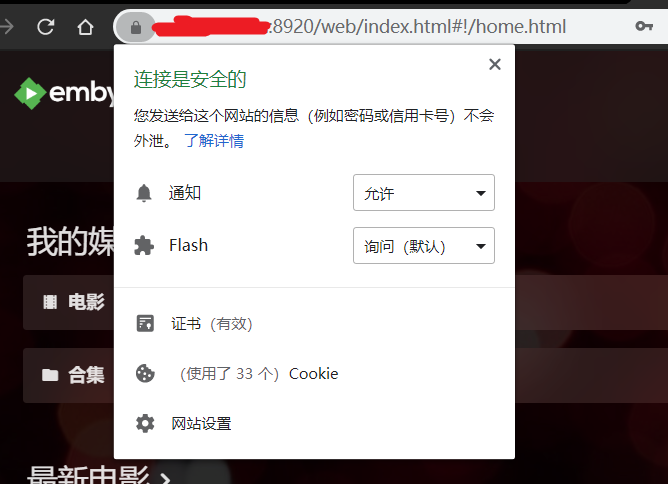 :8920/web/index.html#!/home.html
emby
连接是安全的
您发送给这个网站的信息（例如密码或信用卡号）不会
外泄。 了解详情
通知 允许
Flash 询问（默认）
我的媒
电影
证书（有效）
合集
（使用了 33 个）Cookie
网站设置
最新电影